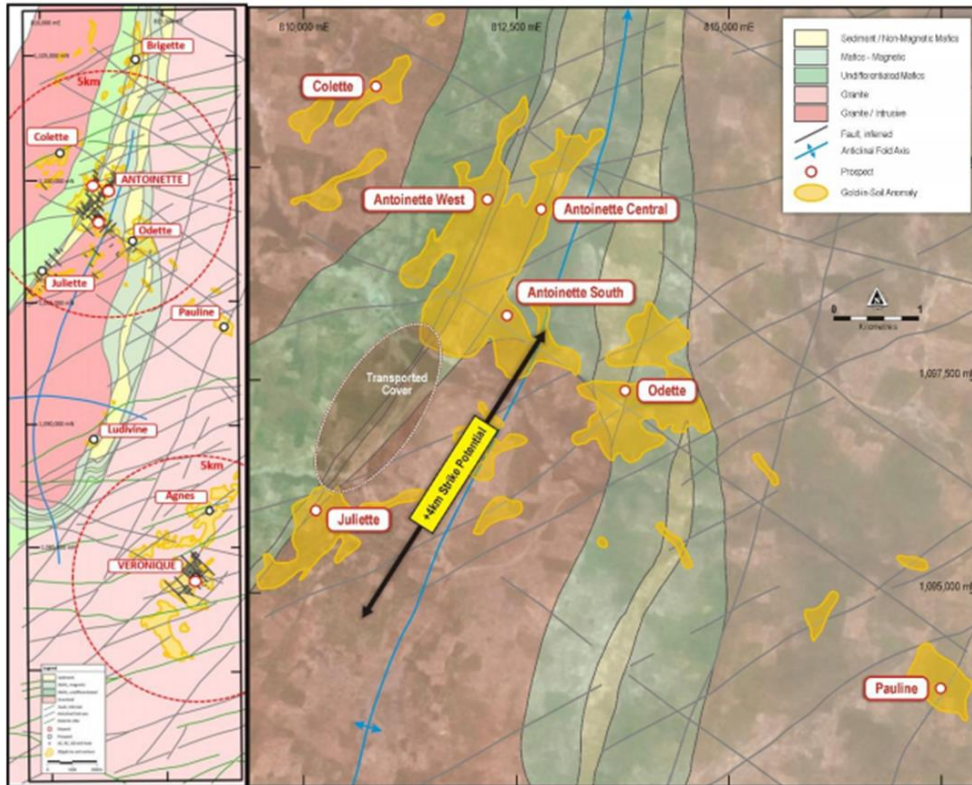 Brigette
5km
Colette
ANTOINETTE
Odette
Juliette
Pauline
Ludivine
5km
Agnes
VERONIQUE
810,000 mE
812,500 mE
815,000 mE
Colette
Antoinette West
Antoinette Central
Antoinette South
Transported
Cover
Odette
+4km Strike Potential
Juliette
Pauline
1,097,500 mN
1,095,000 mN
Sediment / Non-Magnetic Mafics
Mafics - Magnetic
Undifferentiated Mafics
Granite
Granite / Intrusive
Fault, inferred
Anticlinal Fold Axis
Prospect
Gold-in-Soil Anomaly
N
1
0
1
Kilometres